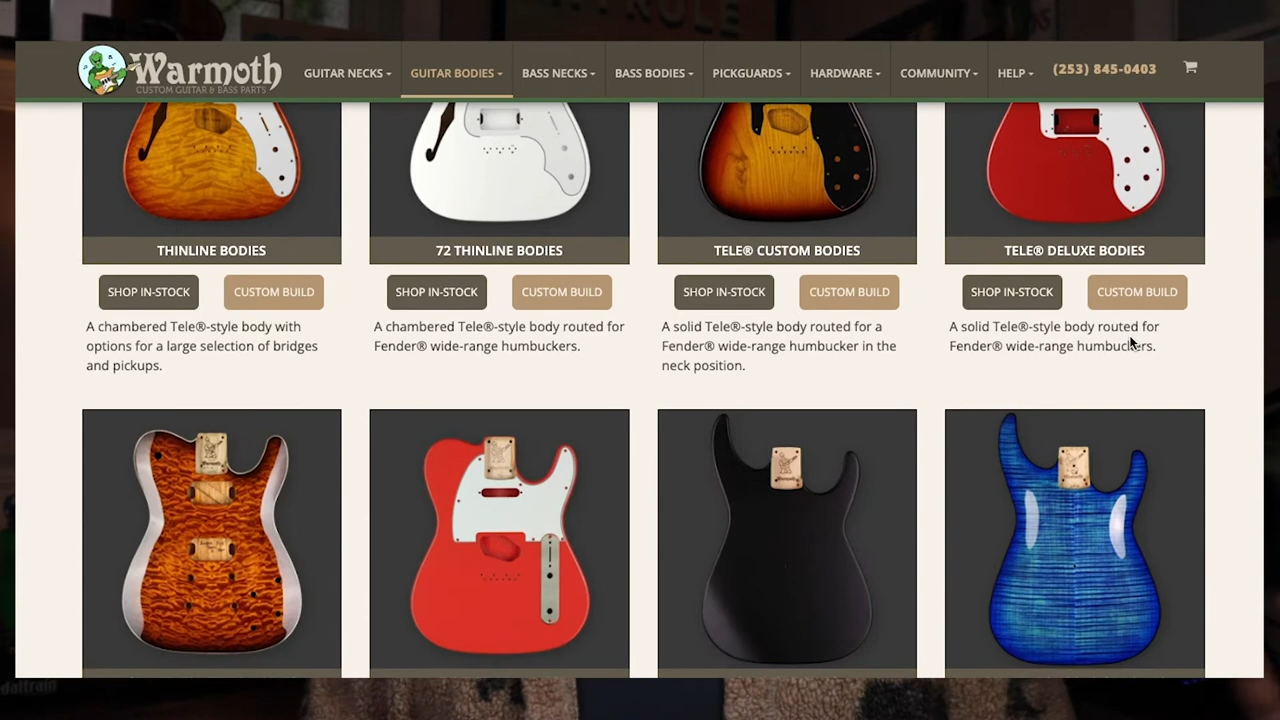 Warmoth
CUSTOM GUITAR & BASS PARTS
GUITAR NECKS
GUITAR BODIES
BASS NECKS
BASS BODIES
PICKGUARDS
HARDWARE
COMMUNITY
HELP
(253) 845-0403
THINLINE BODIES
72 THINLINE BODIES
TELE® CUSTOM BODIES
TELE® DELUXE BODIES
SHOP IN-STOCK
CUSTOM BUILD
SHOP IN-STOCK
CUSTOM BUILD
SHOP IN-STOCK
CUSTOM BUILD
SHOP IN-STOCK
CUSTOM BUILD
A chambered Tele®-style body with
options for a large selection of bridges
and pickups.
A chambered Tele®-style body routed for
Fender® wide-range humbuckers.
A solid Tele®-style body routed for a
Fender® wide-range humbucker in the
neck position.
A solid Tele®-style body routed for
Fender® wide-range humbuckers.